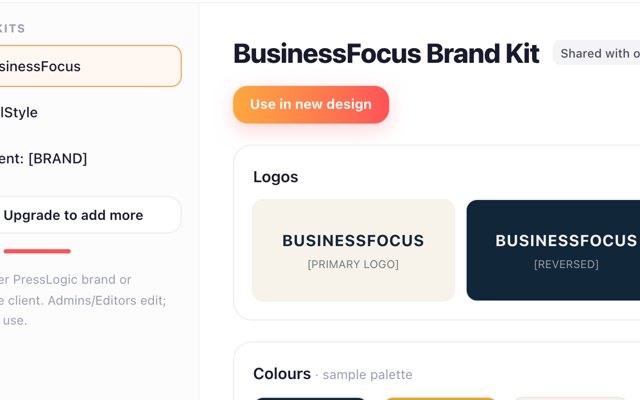 KITS
sinessFocus
lStyle
ent: [BRAND]
Upgrade to add more
er PressLogic brand or
e client. Admins/Editors edit;
use.
BusinessFocus Brand Kit
Shared with o
Use in new design
Logos
BUSINESSFOCUS
[PRIMARY LOGO]
BUSINESSFOCUS
[REVERSED]
Colours · sample palette